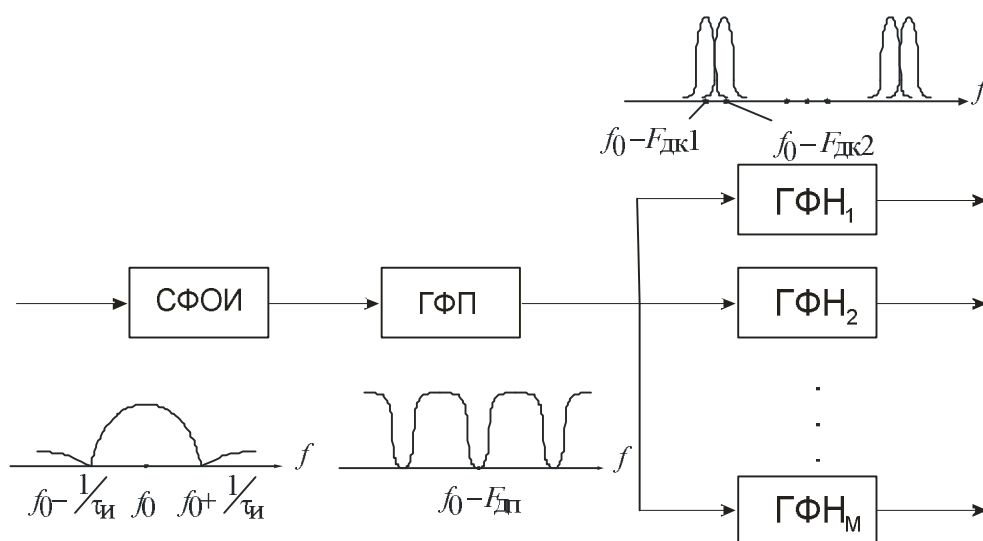 f
f₀ – Fдк1
f₀ – Fдк2
ГФН₁
СФОИ
ГФП
ГФН₂
f
f₀ – 1/τи
f₀
f₀ + 1/τи
f
f₀ – Fдп
ГФНМ